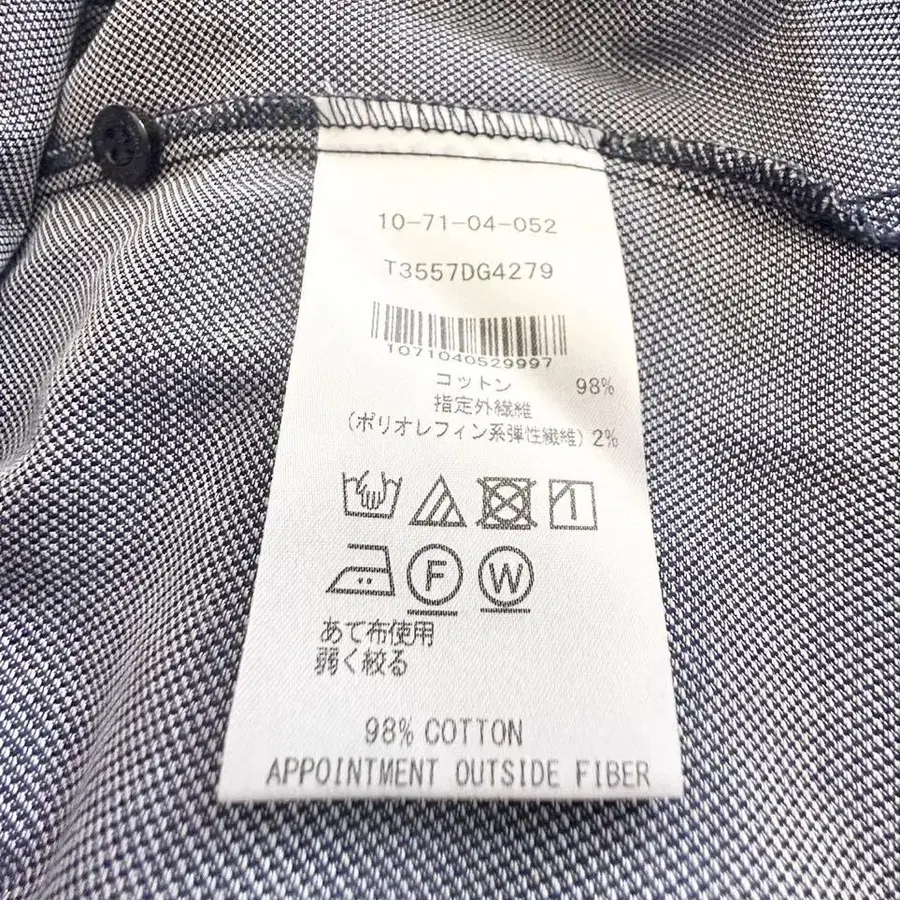 10-71-04-052
T3557DG4279
1071040529997
コットン 98%
指定外繊維
(ポリオレフィン系弾性繊維) 2%
F W
あて布使用
弱く絞る
98% COTTON
APPOINTMENT OUTSIDE FIBER